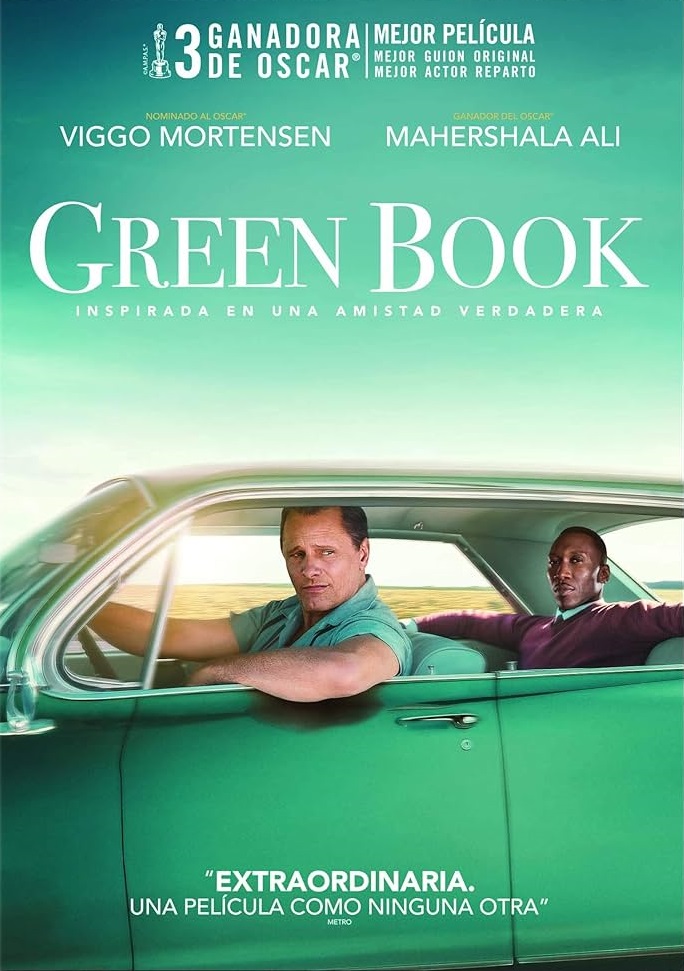 ©A.M.P.A.S.®
3 GANADORA DE OSCAR®
MEJOR PELÍCULA
MEJOR GUION ORIGINAL
MEJOR ACTOR REPARTO
NOMINADO AL OSCAR®
VIGGO MORTENSEN
GANADOR DEL OSCAR®
MAHERSHALA ALI
GREEN BOOK
INSPIRADA EN UNA AMISTAD VERDADERA
“EXTRAORDINARIA.
UNA PELÍCULA COMO NINGUNA OTRA”
METRO